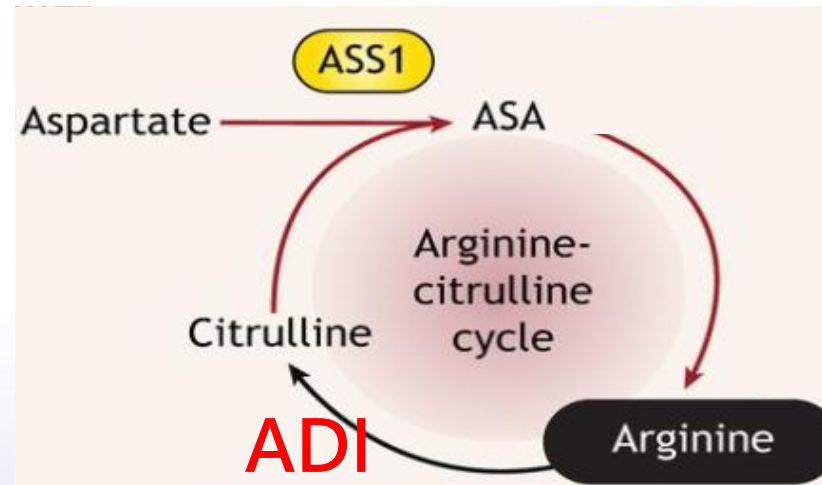 ASS1
Aspartate
ASA
Arginine-
citrulline
cycle
Citrulline
ADI
Arginine